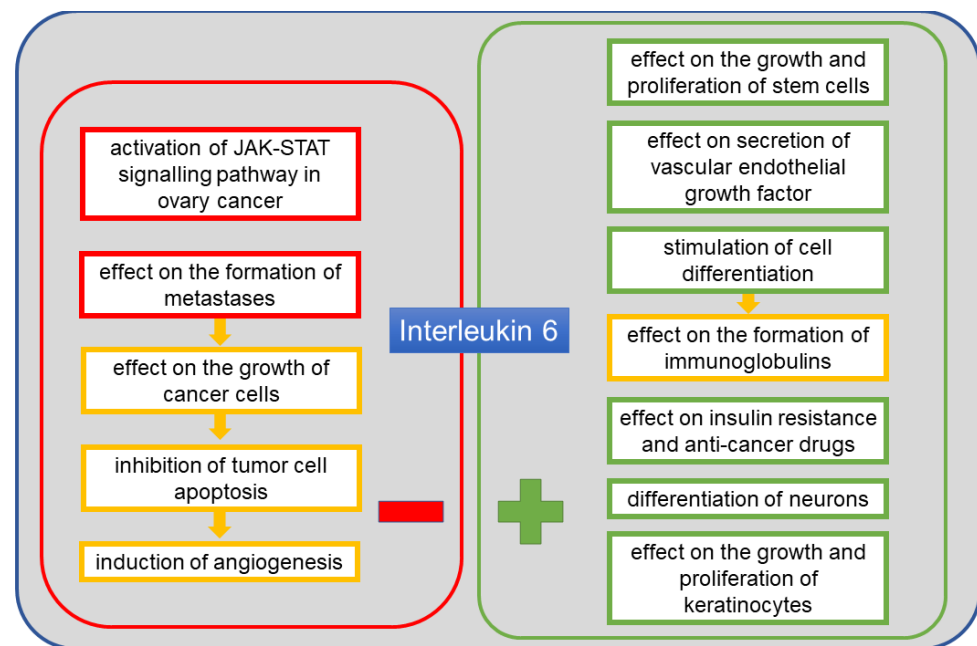 activation of JAK-STAT
signalling pathway in
ovary cancer
effect on the formation of
metastases
effect on the growth of
cancer cells
inhibition of tumor cell
apoptosis
induction of angiogenesis
Interleukin 6
effect on the growth and
proliferation of stem cells
effect on secretion of
vascular endothelial
growth factor
stimulation of cell
differentiation
effect on the formation of
immunoglobulins
effect on insulin resistance
and anti-cancer drugs
differentiation of neurons
effect on the growth and
proliferation of
keratinocytes